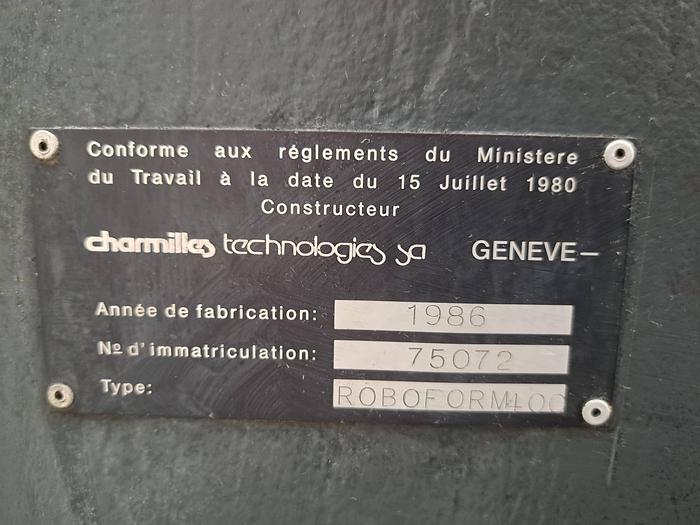 Conforme aux réglements du Ministere
du Travail à la date du 15 Juillet 1980
Constructeur
charmilles technologies sa GENEVE—
Année de fabrication: 1986
Nº d'immatriculation: 75072
Type: ROBOFORM400